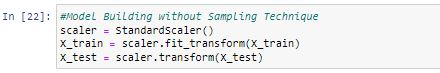 In [22]: #Model Building without Sampling Technique
scaler = StandardScaler()
X_train = scaler.fit_transform(X_train)
X_test = scaler.transform(X_test)